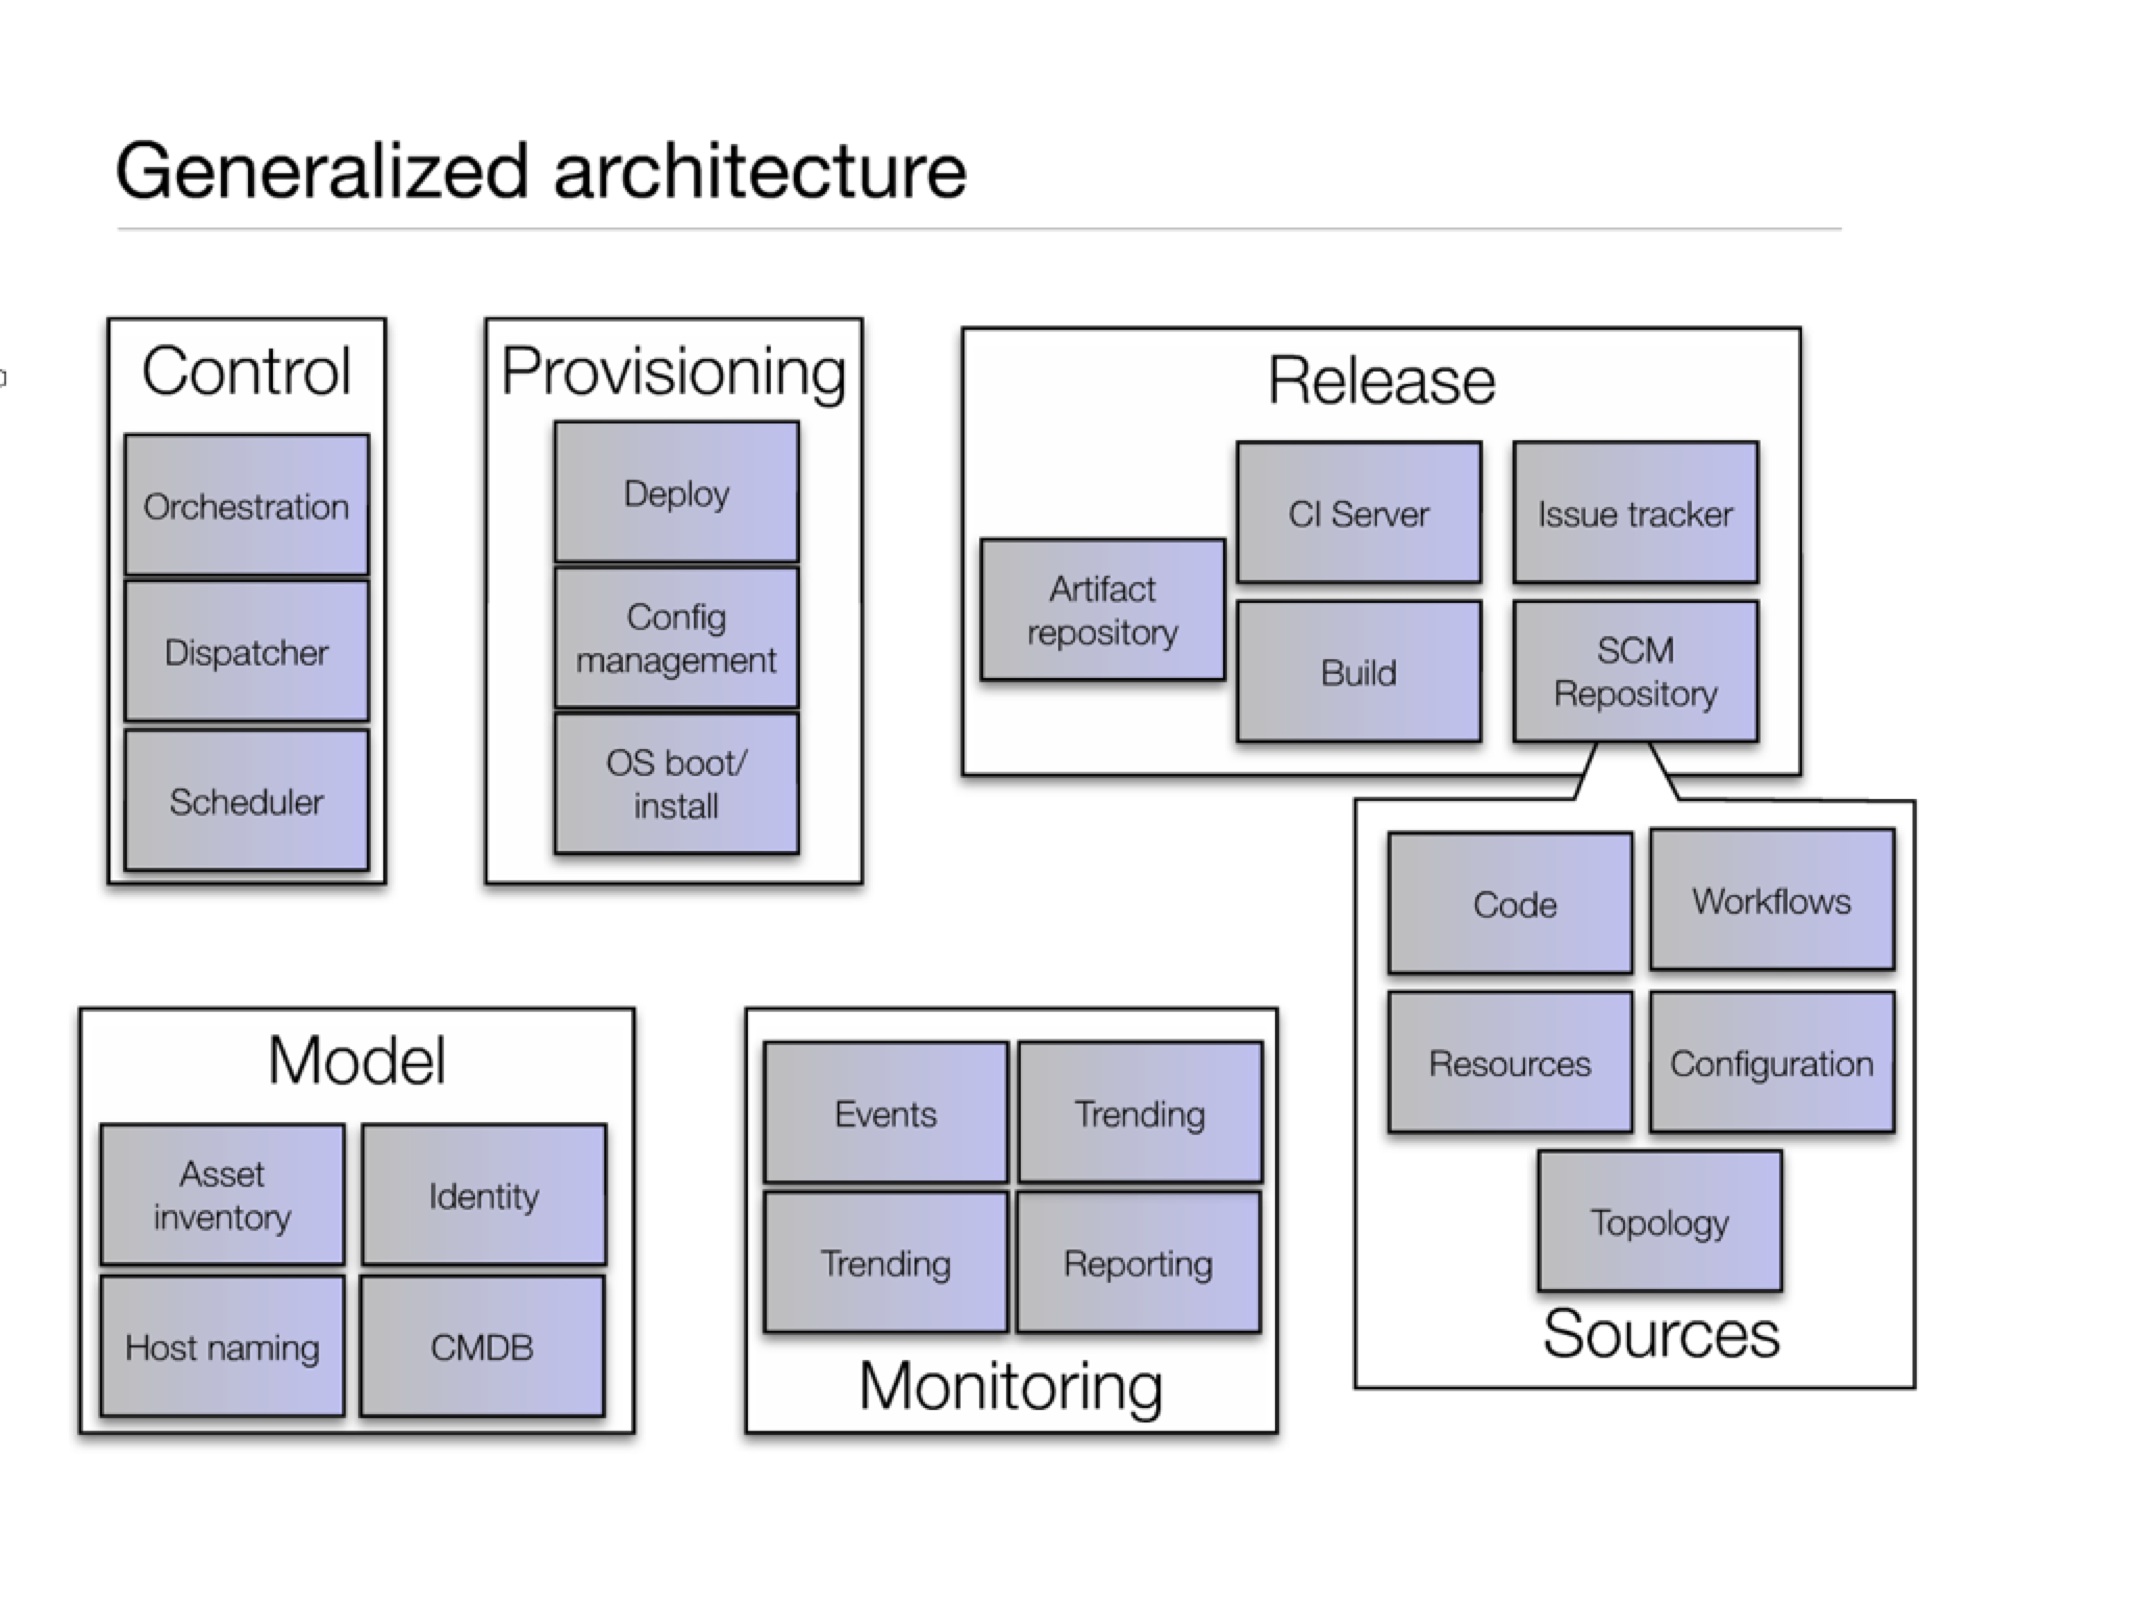 Generalized architecture
Control
Orchestration
Dispatcher
Scheduler
Provisioning
Deploy
Config
management
OS boot/
install
Release
Artifact
repository
CI Server
Build
Issue tracker
SCM
Repository
Code
Workflows
Resources
Configuration
Topology
Sources
Model
Asset
inventory
Identity
Host naming
CMDB
Events
Trending
Trending
Reporting
Monitoring